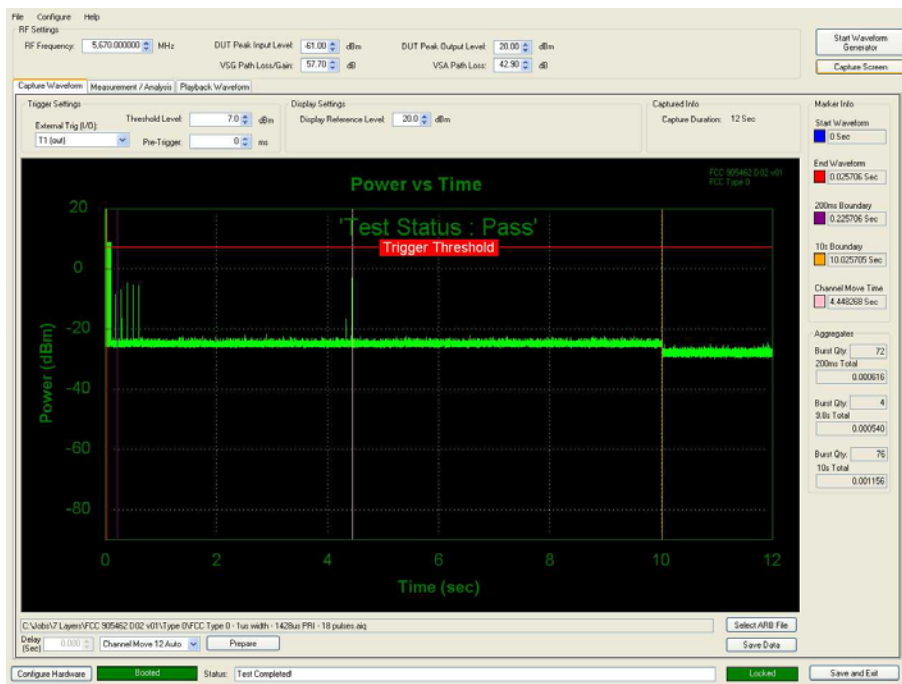 File Configure Help
RF Settings
RF Frequency: 5,670.000000 MHz
DUT Peak Input Level: -61.00 dBm
DUT Peak Output Level: 20.00 dBm
VSG Path Loss/Gain: 57.70 dB
VSA Path Loss: 42.90 dB
Start Waveform Generator
Capture Screen
Capture Waveform Measurement / Analysis Playback Waveform
Trigger Settings
External Trig (I/O):
T1 (out)
Threshold Level: 7.0 dBm
Pre-Trigger: 0 ms
Display Settings
Display Reference Level: 20.0 dBm
Captured Info
Capture Duration: 12 Sec
Marker Info
Start Waveform
0 Sec
End Waveform
0.025706 Sec
200ms Boundary
0.225706 Sec
10s Boundary
10.025705 Sec
Channel Move Time
4.448268 Sec
Aggregates
Burst Qty: 72
200ms Total
0.000616
Burst Qty: 4
9.8s Total
0.000540
Burst Qty: 76
10s Total
0.001156
Power vs Time
FCC 905462 D02 v01
FCC Type 0
'Test Status : Pass'
Trigger Threshold
Power (dBm)
20
0
-20
-40
-60
-80
0 2 4 6 8 10 12
Time (sec)
C:\Jobs\7 Layers\FCC 905462 D02 v01\Type 0\FCC Type 0 - 1us width - 1428us PRI - 18 pulses.aiq
Select ARB File
Delay (Sec) 0.000 Channel Move 12 Auto Prepare
Save Data
Configure Hardware Booted Status: Test Completed! Locked Save and Exit